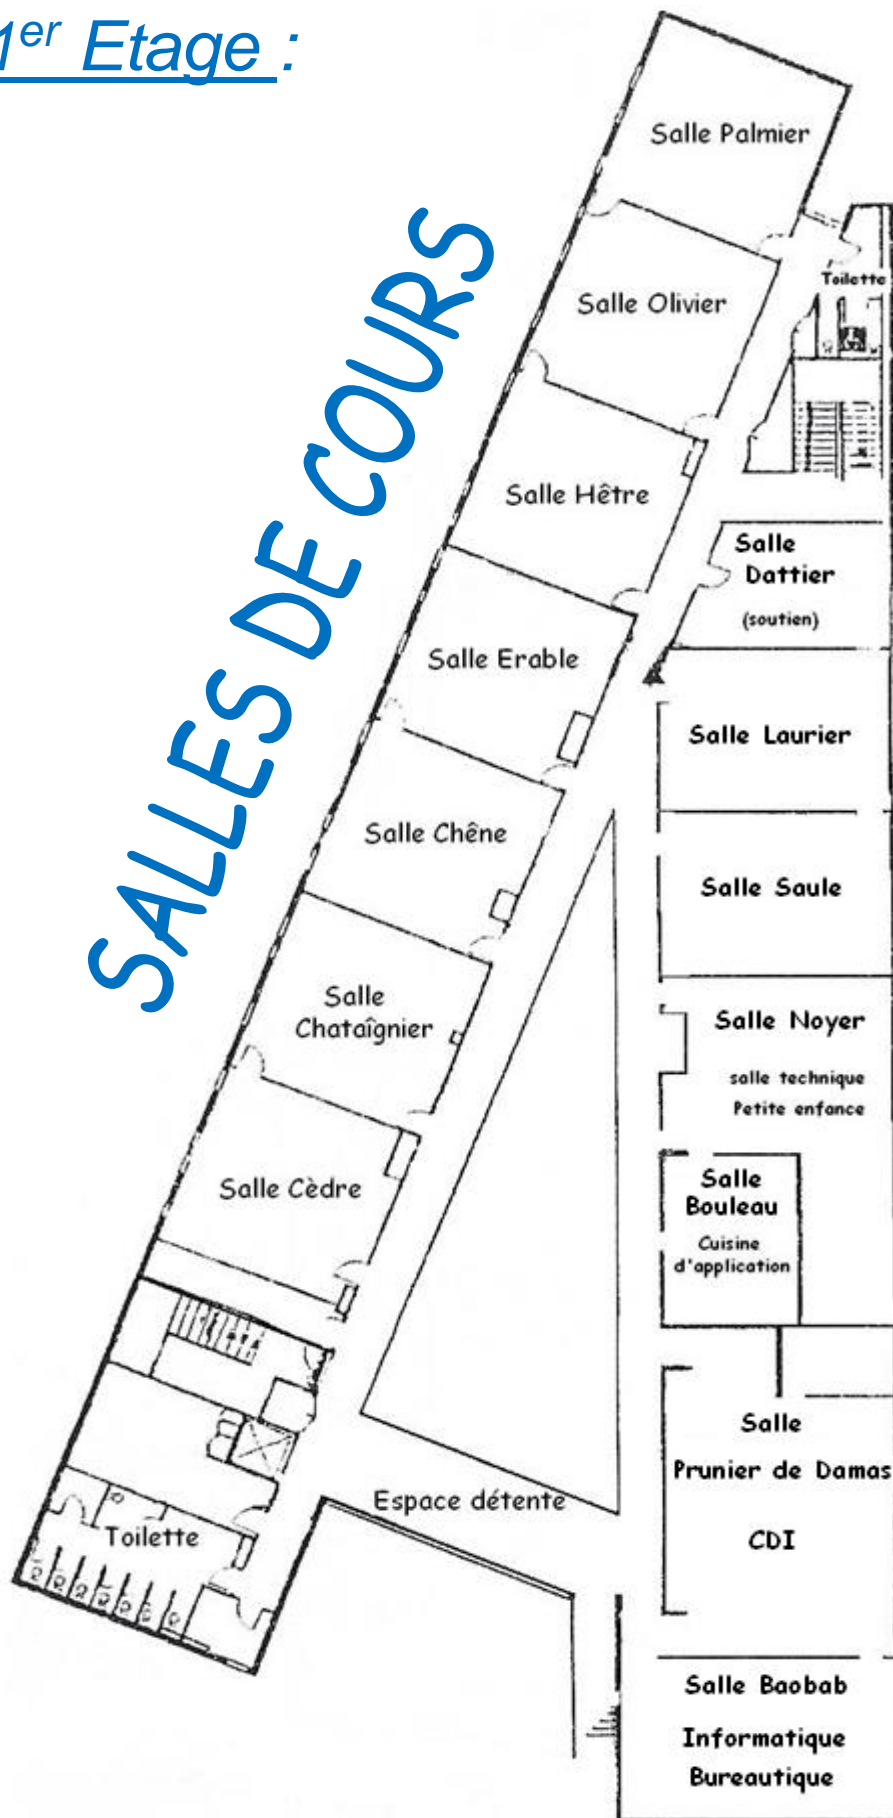 1er Etage :
SALLES DE COURS
Salle Palmier
Salle Olivier
Toilette
Salle Hêtre
Salle
Dattier
(soutien)
Salle Erable
Salle Laurier
Salle Chêne
Salle Saule
Salle
Chataîgnier
Salle Noyer
salle technique
Petite enfance
Salle Cèdre
Salle
Bouleau
Cuisine
d'application
Salle
Prunier de Damas
CDI
Espace détente
Toilette
Salle Baobab
Informatique
Bureautique